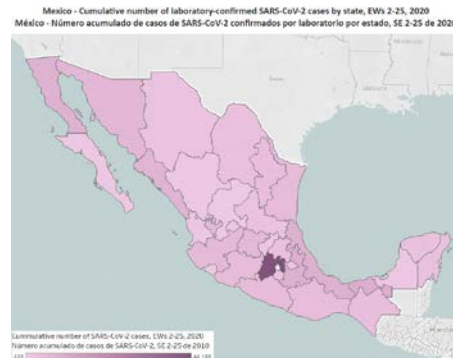 Mexico - Cumulative number of laboratory-confirmed SARS-CoV-2 cases by state, EWs 2-25, 2020
México - Número acumulado de casos de SARS-CoV-2 confirmados por laboratorio por estado, SE 2-25 de 2020
Texas
Cummulative number of SARS-CoV-2 cases, EWs 2-25, 2020
Número acumulado de casos de SARS-CoV-2, SE 2-25 de 2010